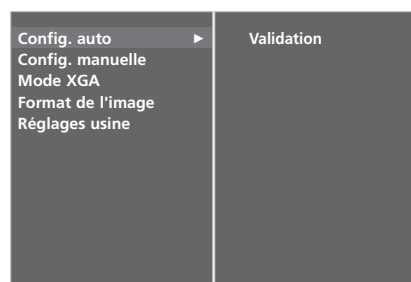 Config. auto ► Validation
Config. manuelle
Mode XGA
Format de l'image
Réglages usine